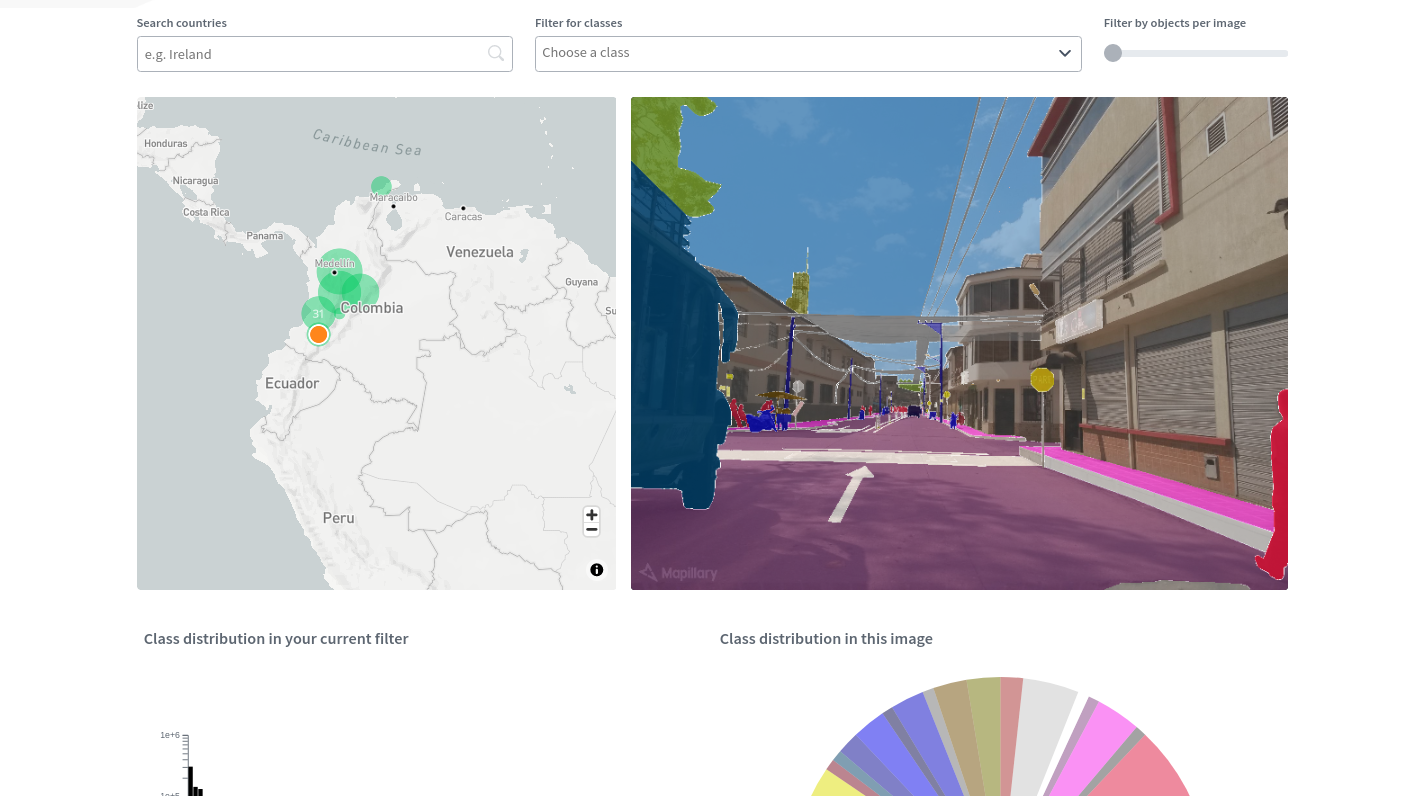 Search countries
Filter for classes
Filter by objects per image
e.g. Ireland
Choose a class
lize
Caribbean Sea
Honduras
Nicaragua
Maracaibo
Costa Rica
Caracas
Panama
Venezuela
Medellín
Guyana
Colombia
Su
31
Ecuador
Peru
Mapillary
Class distribution in your current filter
Class distribution in this image
1e+6